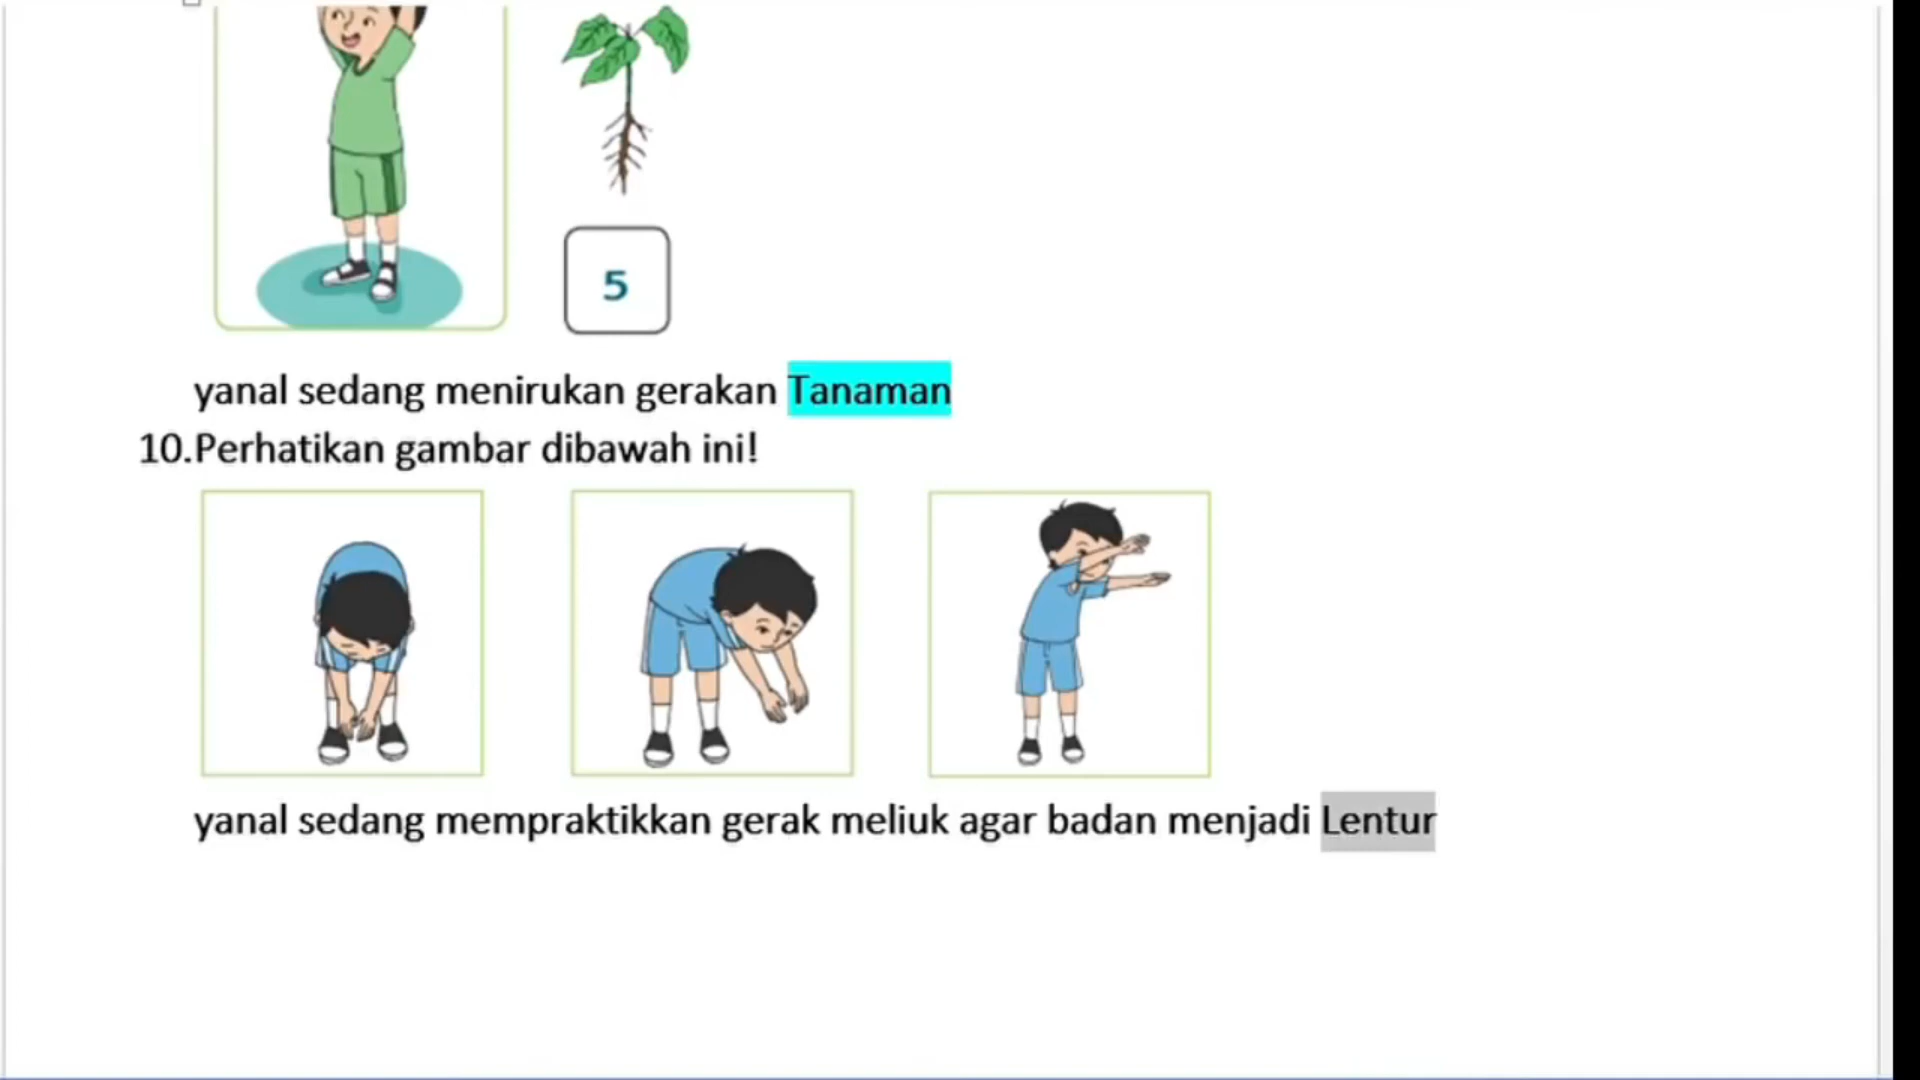 5
yanal sedang menirukan gerakan Tanaman
10.Perhatikan gambar dibawah ini!
yanal sedang mempraktikkan gerak meliuk agar badan menjadi Lentur